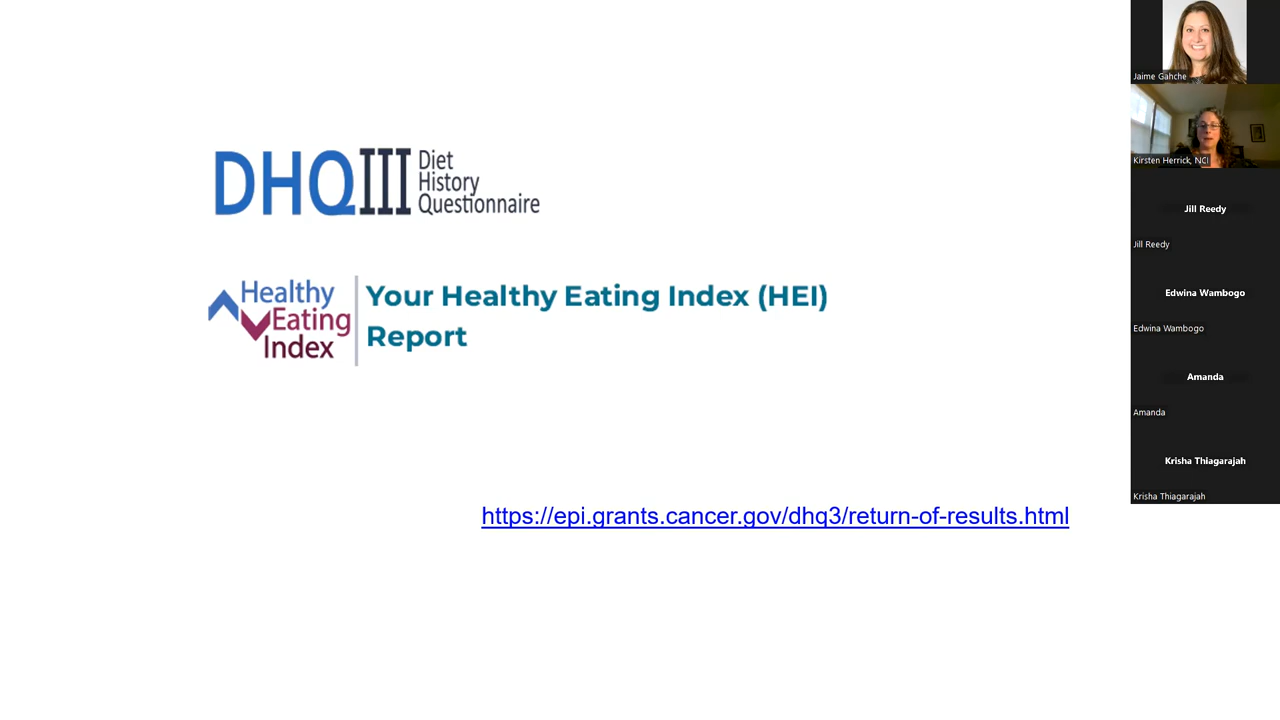 DHQIII Diet
History
Questionnaire
Healthy
Eating
Index
Your Healthy Eating Index (HEI)
Report
https://epi.grants.cancer.gov/dhq3/return-of-results.html
Jaime Gahche
Kirsten Herrick, NCI
Jill Reedy
Jill Reedy
Edwina Wambogo
Edwina Wambogo
Amanda
Amanda
Krisha Thiagarajah
Krisha Thiagarajah